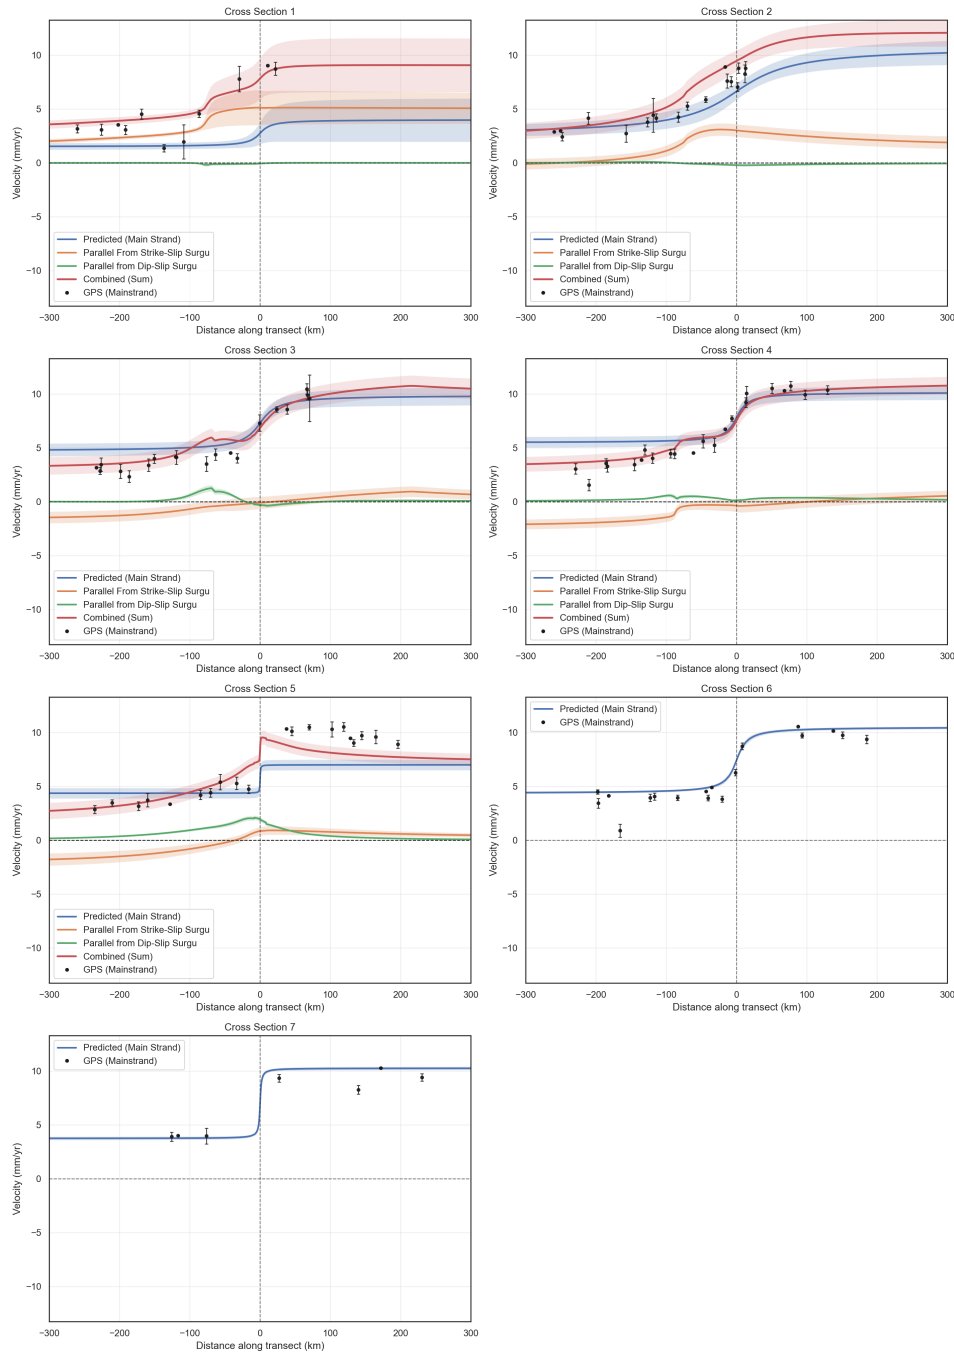 Cross Section 1
10
5
0
−5
−10
Velocity (mm/yr)
Predicted (Main Strand)
Parallel From Strike-Slip Surgu
Parallel from Dip-Slip Surgu
Combined (Sum)
GPS (Mainstrand)
−300 −200 −100 0 100 200 300
Distance along transect (km)
Cross Section 2
10
5
0
−5
−10
Velocity (mm/yr)
Predicted (Main Strand)
Parallel From Strike-Slip Surgu
Parallel from Dip-Slip Surgu
Combined (Sum)
GPS (Mainstrand)
−300 −200 −100 0 100 200 300
Distance along transect (km)
Cross Section 3
10
5
0
−5
−10
Velocity (mm/yr)
Predicted (Main Strand)
Parallel From Strike-Slip Surgu
Parallel from Dip-Slip Surgu
Combined (Sum)
GPS (Mainstrand)
−300 −200 −100 0 100 200 300
Distance along transect (km)
Cross Section 4
10
5
0
−5
−10
Velocity (mm/yr)
Predicted (Main Strand)
Parallel From Strike-Slip Surgu
Parallel from Dip-Slip Surgu
Combined (Sum)
GPS (Mainstrand)
−300 −200 −100 0 100 200 300
Distance along transect (km)
Cross Section 5
10
5
0
−5
−10
Velocity (mm/yr)
Predicted (Main Strand)
Parallel From Strike-Slip Surgu
Parallel from Dip-Slip Surgu
Combined (Sum)
GPS (Mainstrand)
−300 −200 −100 0 100 200 300
Distance along transect (km)
Cross Section 6
Predicted (Main Strand)
GPS (Mainstrand)
10
5
0
−5
−10
Velocity (mm/yr)
−300 −200 −100 0 100 200 300
Distance along transect (km)
Cross Section 7
Predicted (Main Strand)
GPS (Mainstrand)
10
5
0
−5
−10
Velocity (mm/yr)
−300 −200 −100 0 100 200 300
Distance along transect (km)